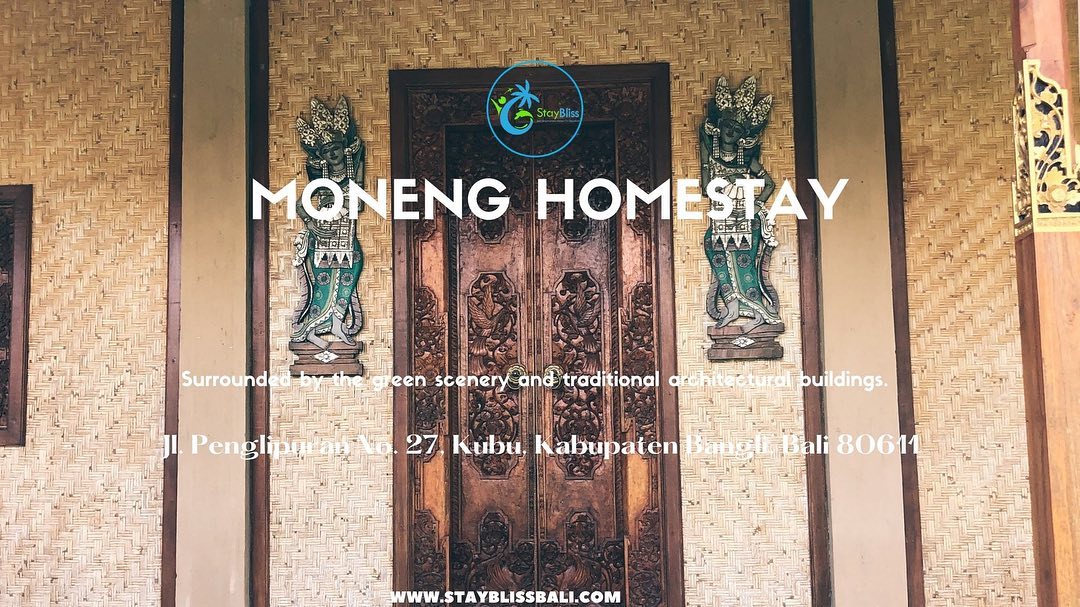 StayBliss
MONENG HOMESTAY
Surrounded by the green scenery and traditional architectural buildings.
Jl. Penglipuran No. 27, Kubu, Kabupaten Bangli, Bali 80611
WWW.STAYBLISSBALI.COM